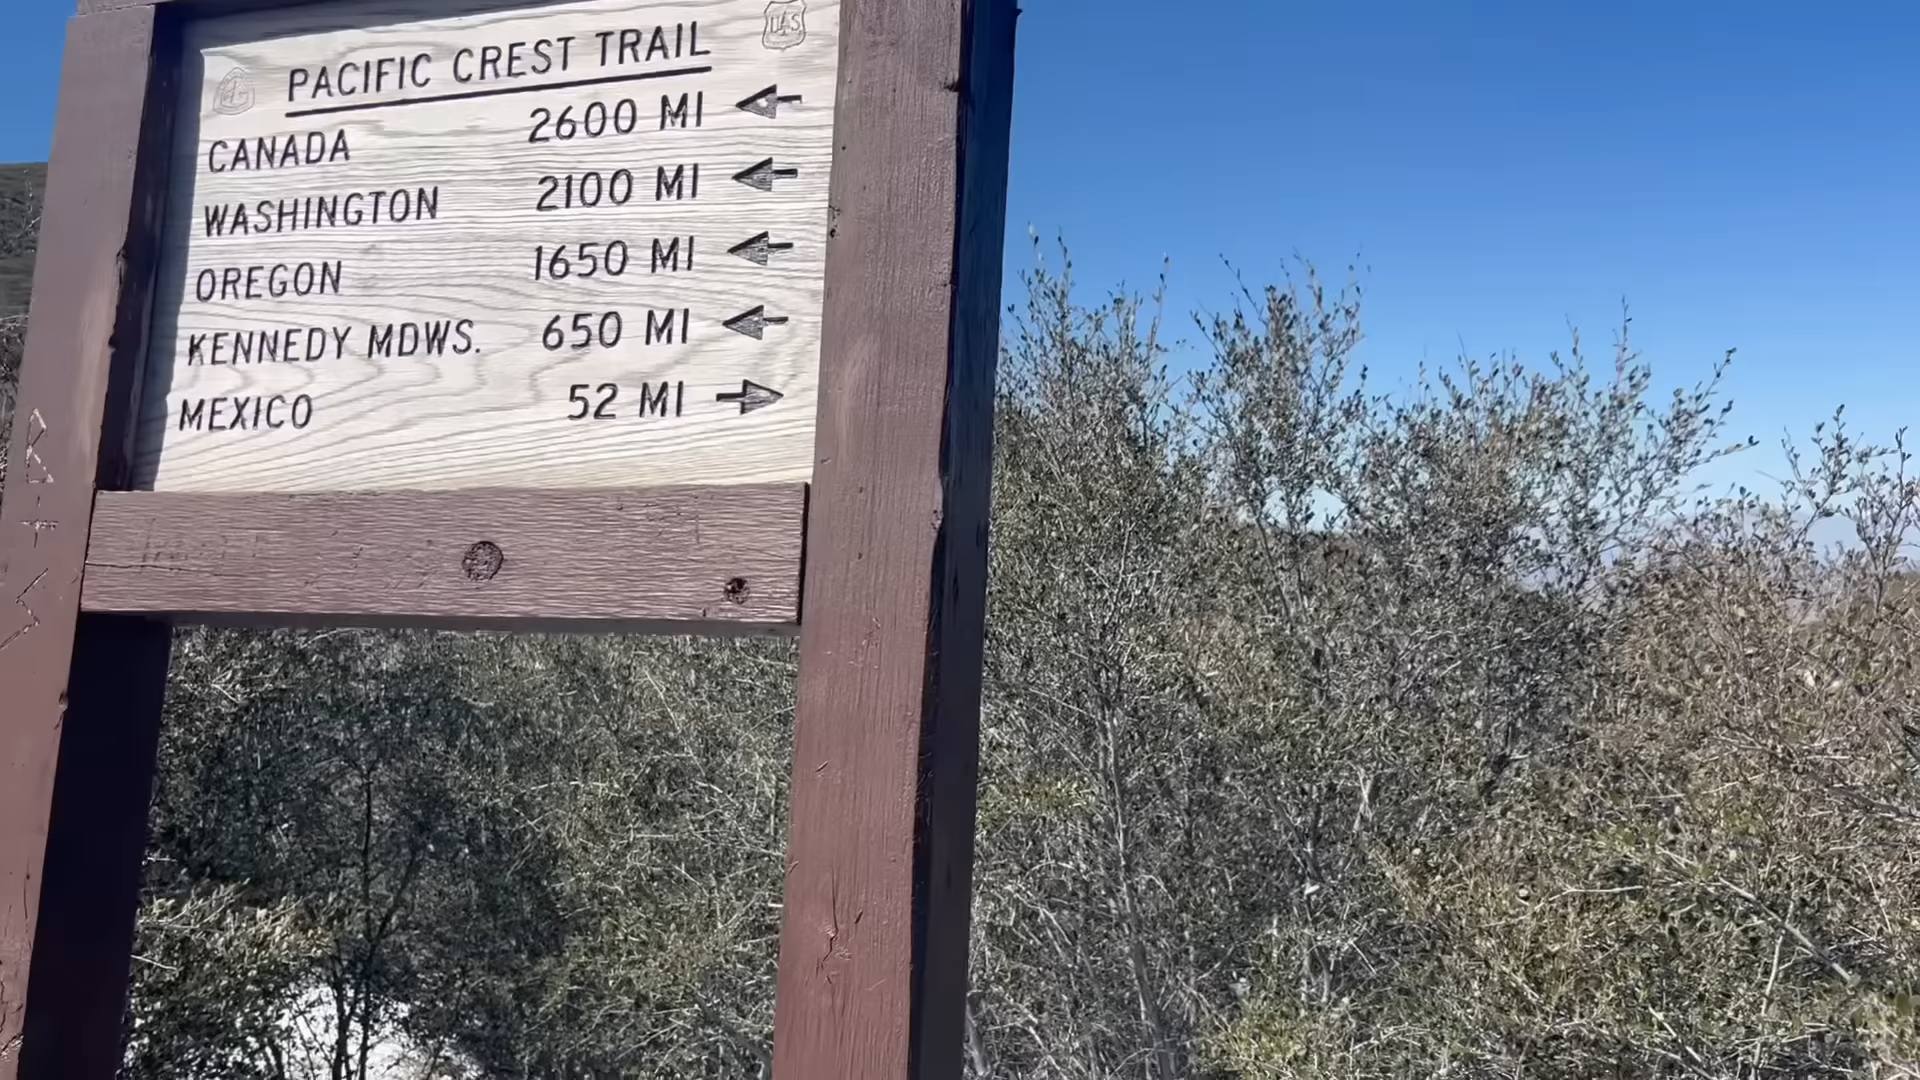 PACIFIC CREST TRAIL
UAS
CANADA 2600 MI
WASHINGTON 2100 MI
OREGON 1650 MI
KENNEDY MDWS. 650 MI
MEXICO 52 MI
B
+